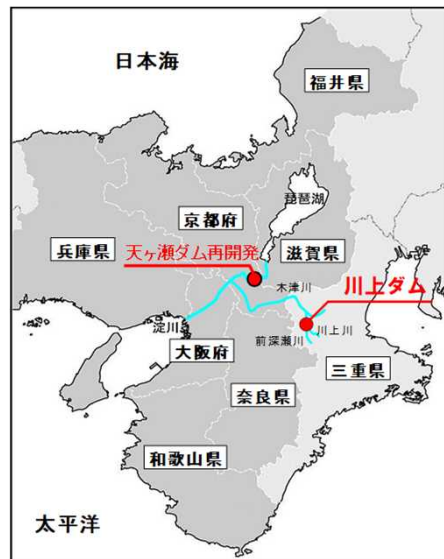 日本海
福井県
琵琶湖
京都府
兵庫県
天ヶ瀬ダム再開発
滋賀県
木津川
川上ダム
淀川
前深瀬川
川上川
大阪府
三重県
奈良県
和歌山県
太平洋